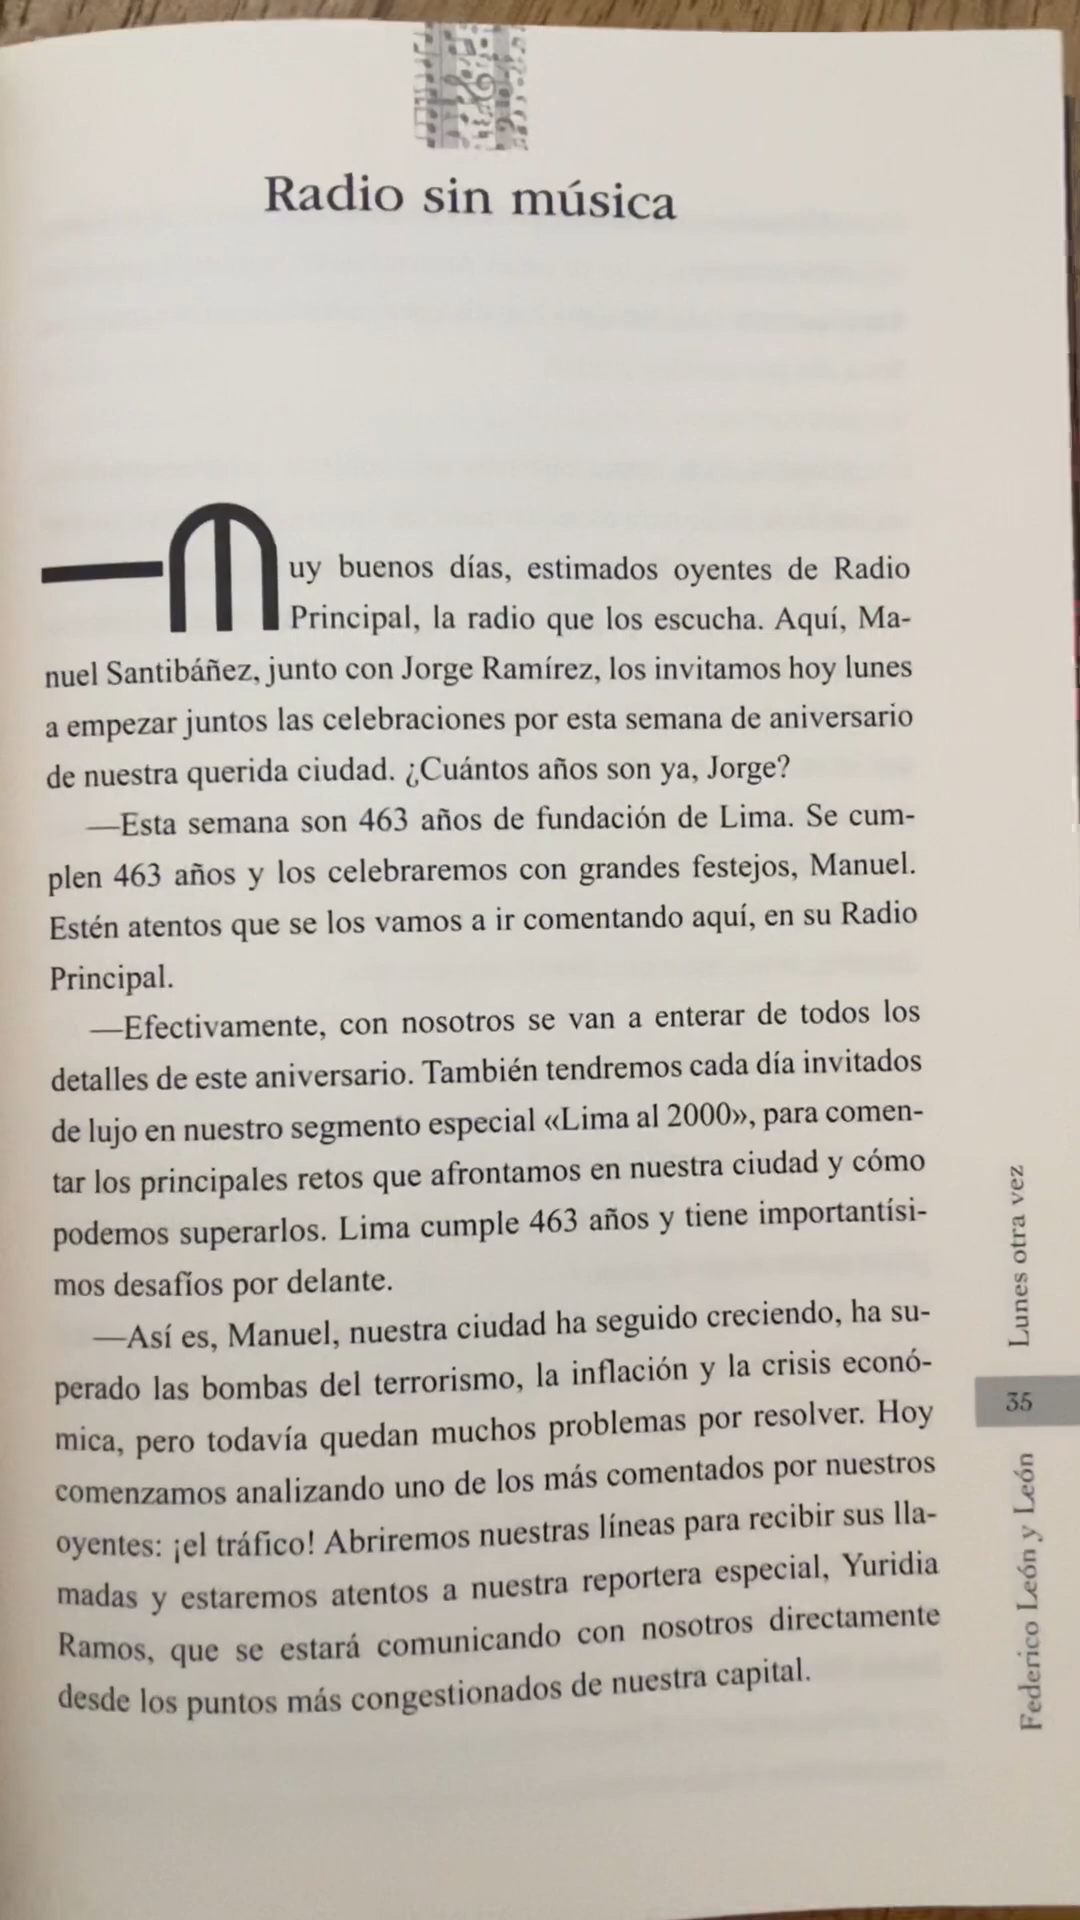 Radio sin música
—Muy buenos días, estimados oyentes de Radio
Principal, la radio que los escucha. Aquí, Ma-
nuel Santibáñez, junto con Jorge Ramírez, los invitamos hoy lunes
a empezar juntos las celebraciones por esta semana de aniversario
de nuestra querida ciudad. ¿Cuántos años son ya, Jorge?
—Esta semana son 463 años de fundación de Lima. Se cum-
plen 463 años y los celebraremos con grandes festejos, Manuel.
Estén atentos que se los vamos a ir comentando aquí, en su Radio
Principal.
—Efectivamente, con nosotros se van a enterar de todos los
detalles de este aniversario. También tendremos cada día invitados
de lujo en nuestro segmento especial «Lima al 2000», para comen-
tar los principales retos que afrontamos en nuestra ciudad y cómo
podemos superarlos. Lima cumple 463 años y tiene importantísi-
mos desafíos por delante.
—Así es, Manuel, nuestra ciudad ha seguido creciendo, ha su-
perado las bombas del terrorismo, la inflación y la crisis econó-
mica, pero todavía quedan muchos problemas por resolver. Hoy
comenzamos analizando uno de los más comentados por nuestros
oyentes: ¡el tráfico! Abriremos nuestras líneas para recibir sus lla-
madas y estaremos atentos a nuestra reportera especial, Yuridia
Ramos, que se estará comunicando con nosotros directamente
desde los puntos más congestionados de nuestra capital.
Lunes otra vez
35
Federico León y León